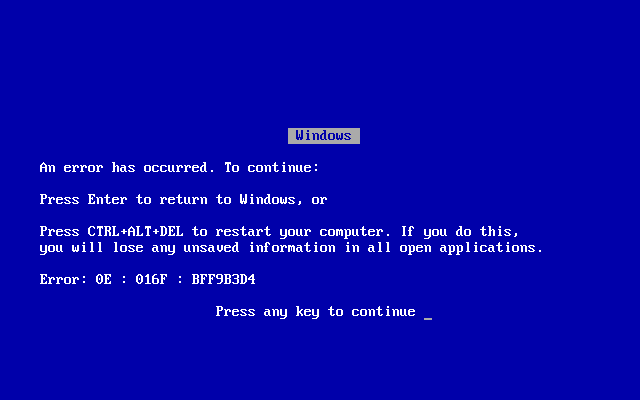 Windows
An error has occurred. To continue:
Press Enter to return to Windows, or
Press CTRL+ALT+DEL to restart your computer. If you do this,
you will lose any unsaved information in all open applications.
Error: 0E : 016F : BFF9B3D4
Press any key to continue _